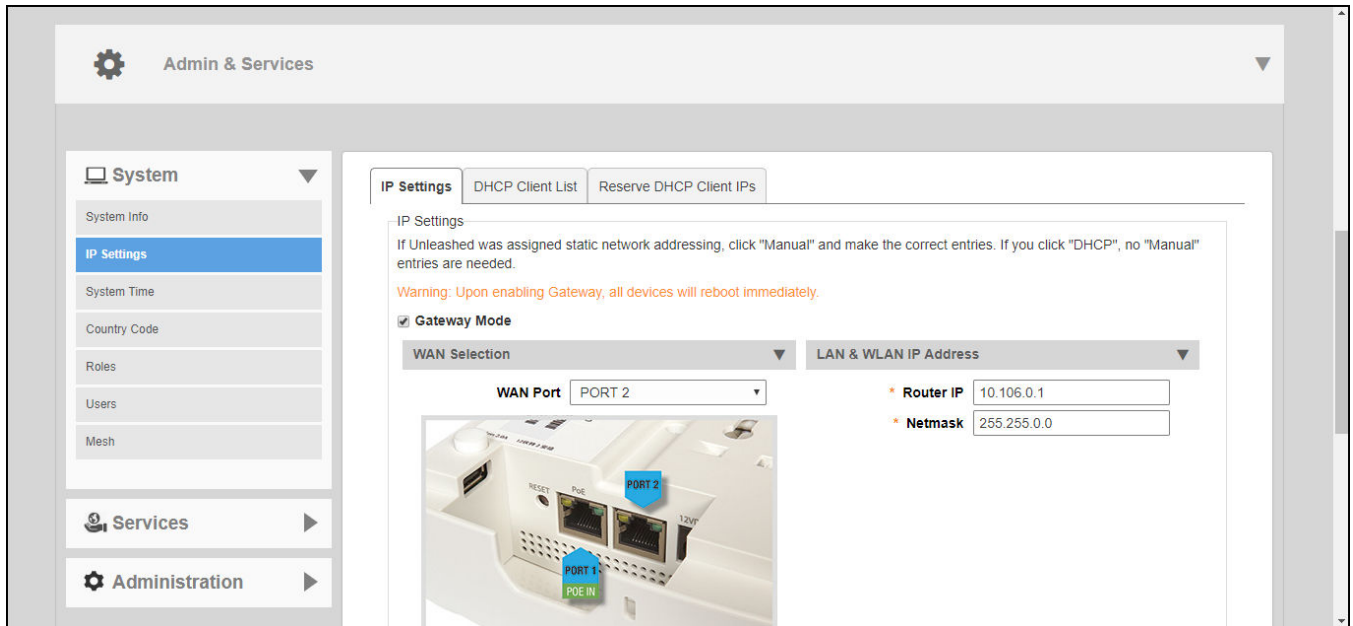 Admin & Services
System
System Info
IP Settings
System Time
Country Code
Roles
Users
Mesh
Services
Administration
IP Settings
DHCP Client List
Reserve DHCP Client IPs
IP Settings
If Unleashed was assigned static network addressing, click "Manual" and make the correct entries. If you click "DHCP", no "Manual"
entries are needed.
Warning: Upon enabling Gateway, all devices will reboot immediately.
Gateway Mode
WAN Selection
WAN Port PORT 2
RESET
PoE
PORT 2
PORT 1
POE IN
LAN & WLAN IP Address
* Router IP 10.106.0.1
* Netmask 255.255.0.0